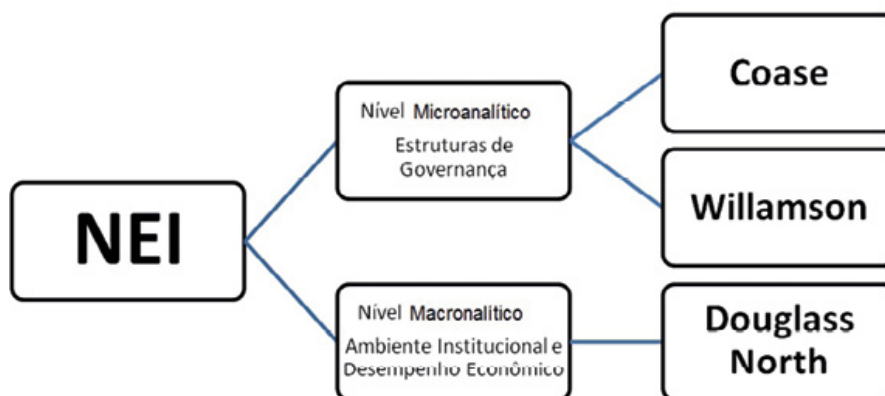 NEI
Nível Microanalítico
Estruturas de
Governança
Coase
Willamson
Nível Macronalítico
Ambiente Institucional e
Desempenho Econômico
Douglass
North